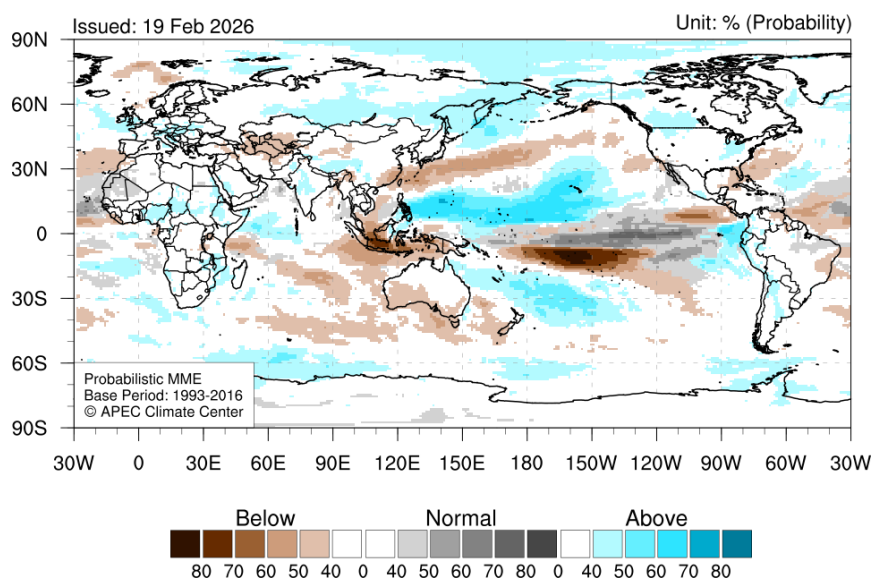 Issued: 19 Feb 2026 Unit: % (Probability)
90N
60N
30N
0
30S
60S
90S
Probabilistic MME
Base Period: 1993-2016
© APEC Climate Center
30W 0 30E 60E 90E 120E 150E 180 150W 120W 90W 60W 30W
Below Normal Above
80 70 60 50 40 0 0 40 50 60 70 80 0 40 50 60 70 80